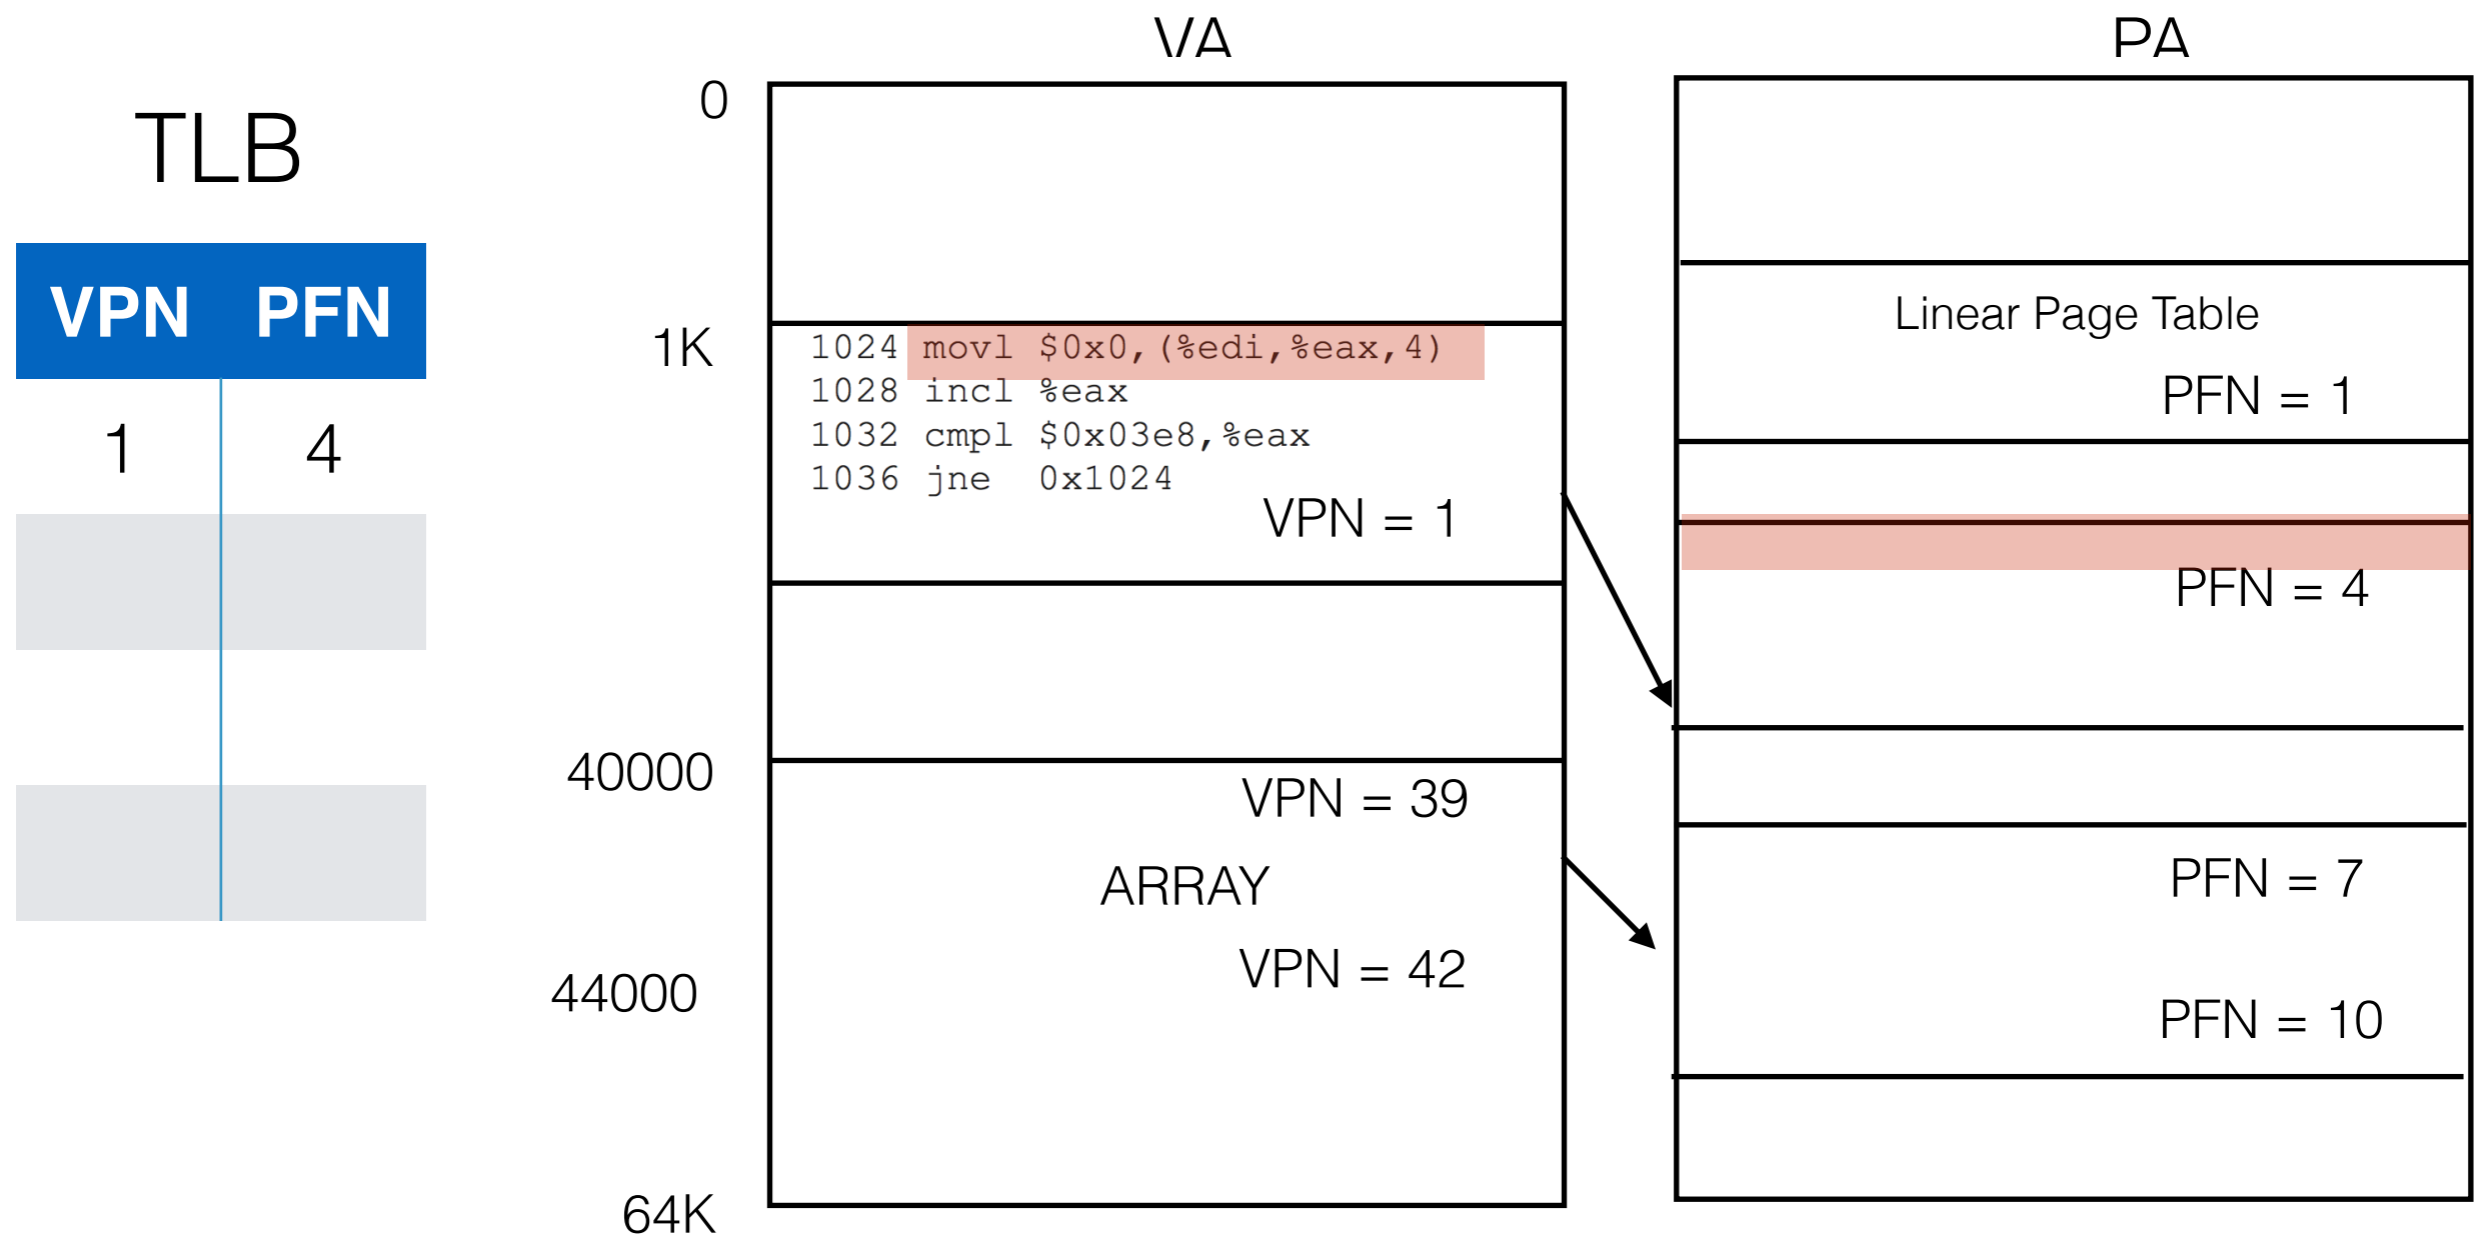 TLB
VPN PFN
1 4
VA
0
1K
1024 movl $0x0,(%edi,%eax,4)
1028 incl %eax
1032 cmpl $0x03e8,%eax
1036 jne 0x1024
VPN = 1
40000
VPN = 39
ARRAY
VPN = 42
44000
64K
PA
Linear Page Table
PFN = 1
PFN = 4
PFN = 7
PFN = 10